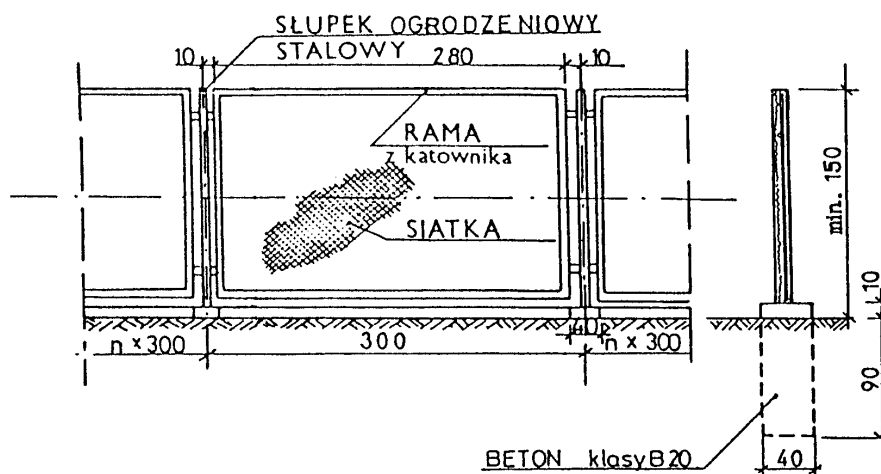 SŁUPEK OGRODZENIOWY
STALOWY
10
280
10
RAMA
z katownika
SIATKA
min. 150
10
n × 300
300
40
n × 300
90
BETON klasy B20
40